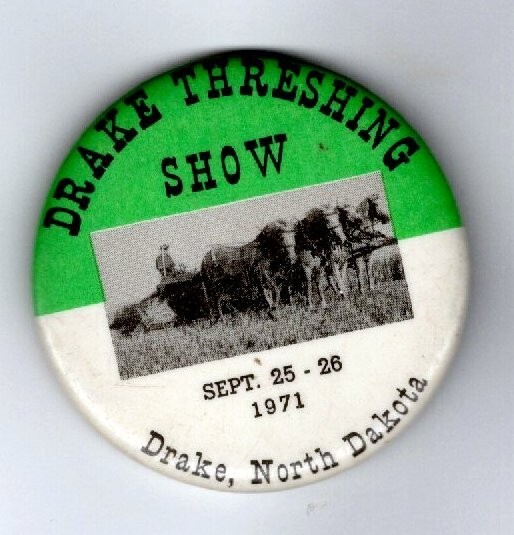 DRAKE THRESHING
SHOW
SEPT. 25 - 26
1971
Drake, North Dakota